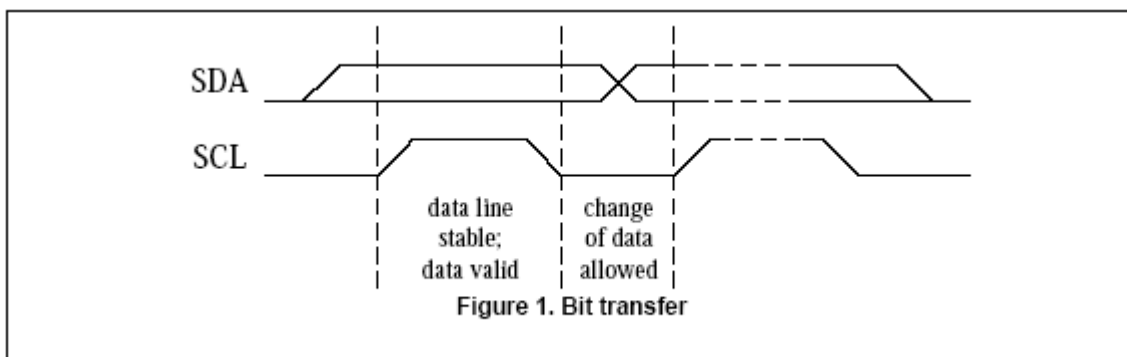 SDA
SCL
data line
stable;
data valid
change
of data
allowed
Figure 1. Bit transfer